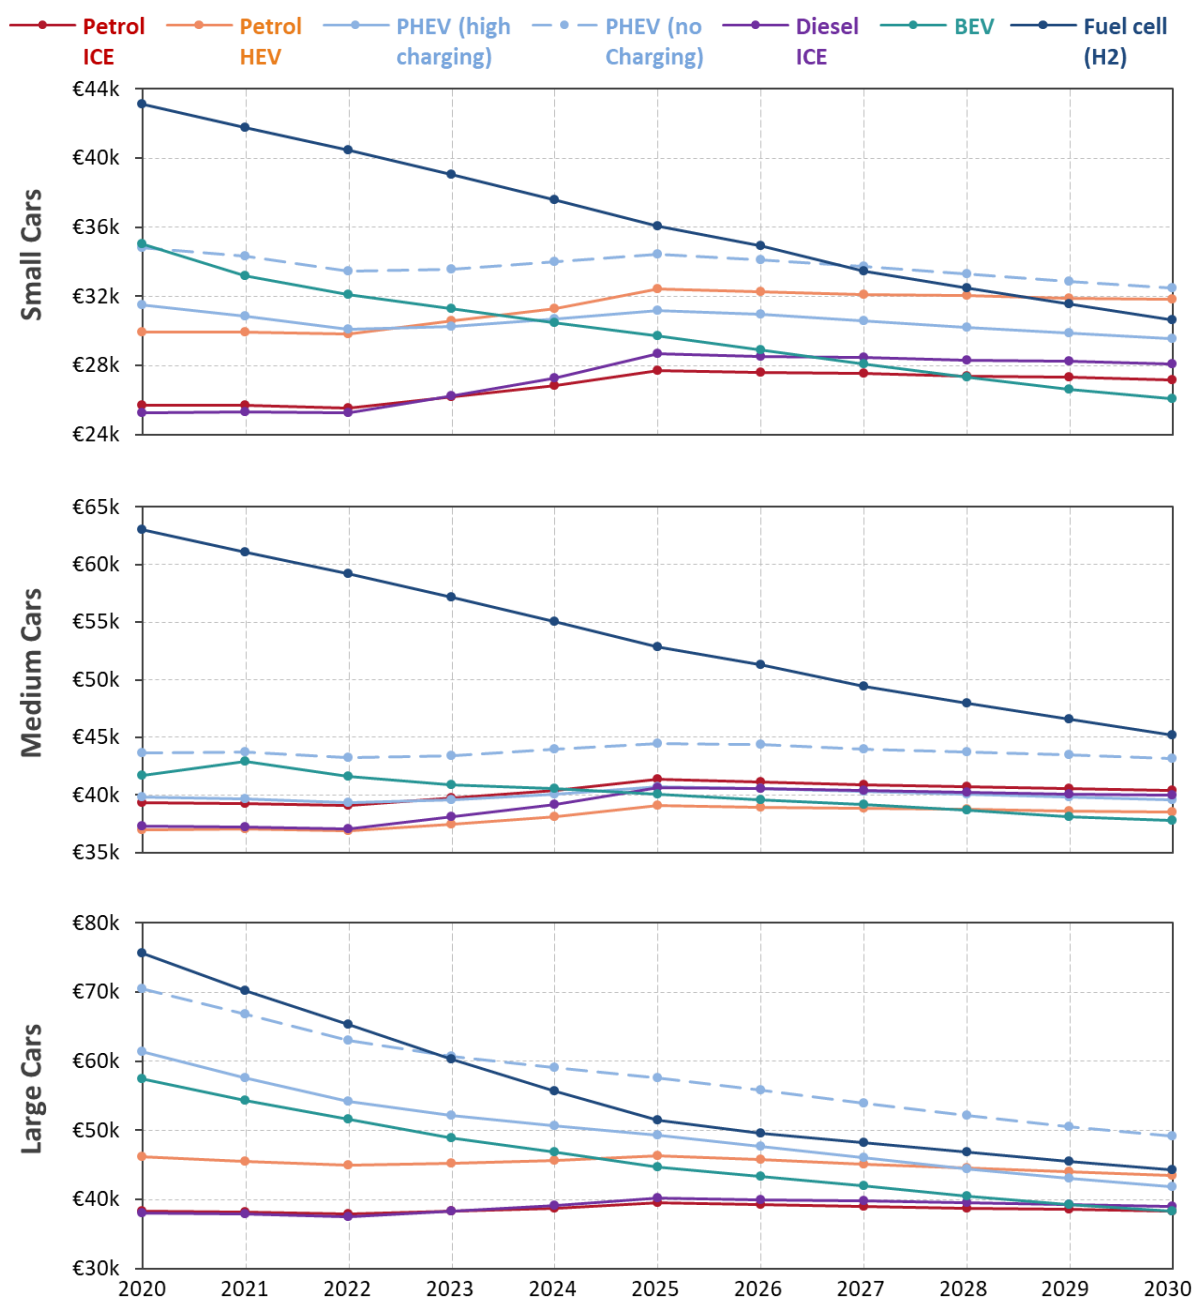 Petrol ICE
Petrol HEV
PHEV (high charging)
PHEV (no Charging)
Diesel ICE
BEV
Fuel cell (H2)
Small Cars
€44k
€40k
€36k
€32k
€28k
€24k
Medium Cars
€65k
€60k
€55k
€50k
€45k
€40k
€35k
Large Cars
€80k
€70k
€60k
€50k
€40k
€30k
2020 2021 2022 2023 2024 2025 2026 2027 2028 2029 2030